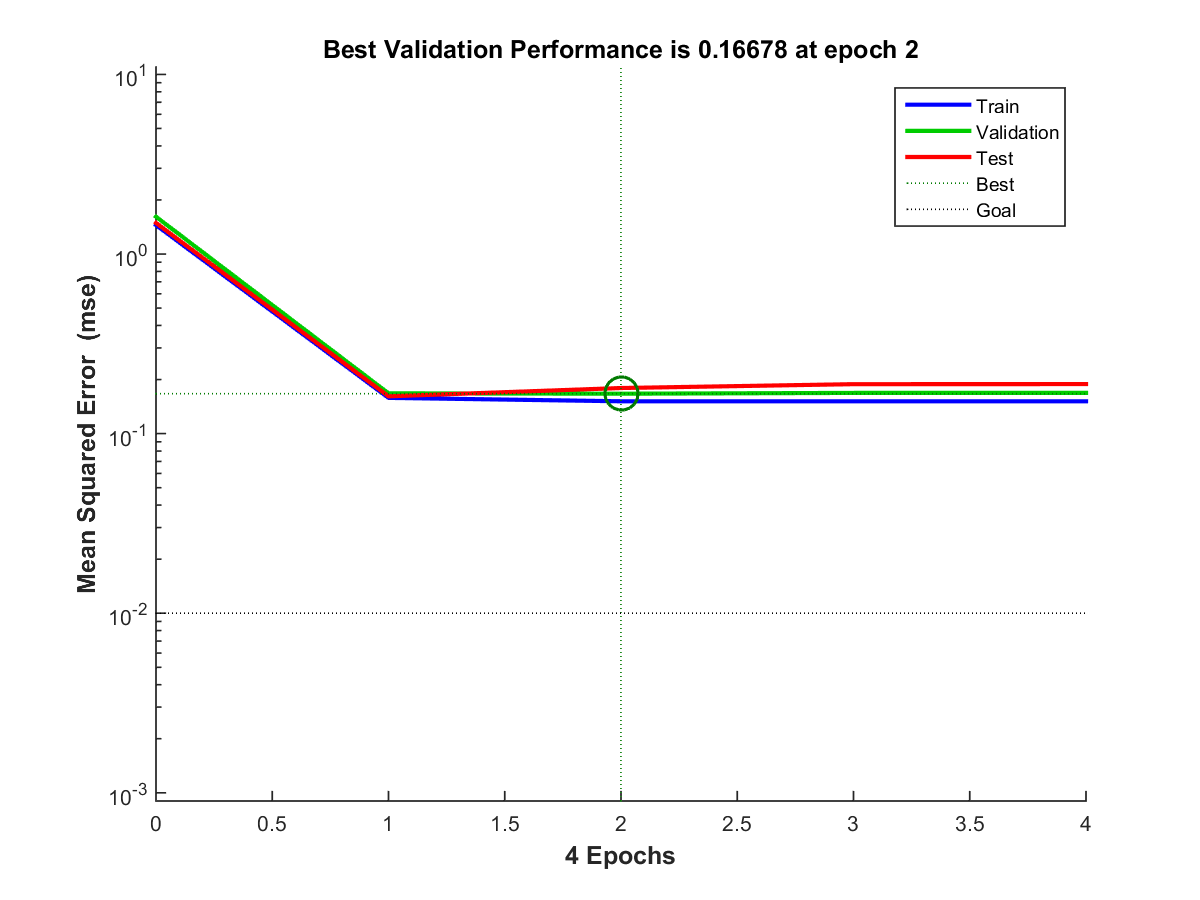 Best Validation Performance is 0.16678 at epoch 2
10^1
10^0
10^-1
10^-2
10^-3
Mean Squared Error (mse)
Train
Validation
Test
Best
Goal
0 0.5 1 1.5 2 2.5 3 3.5 4
4 Epochs